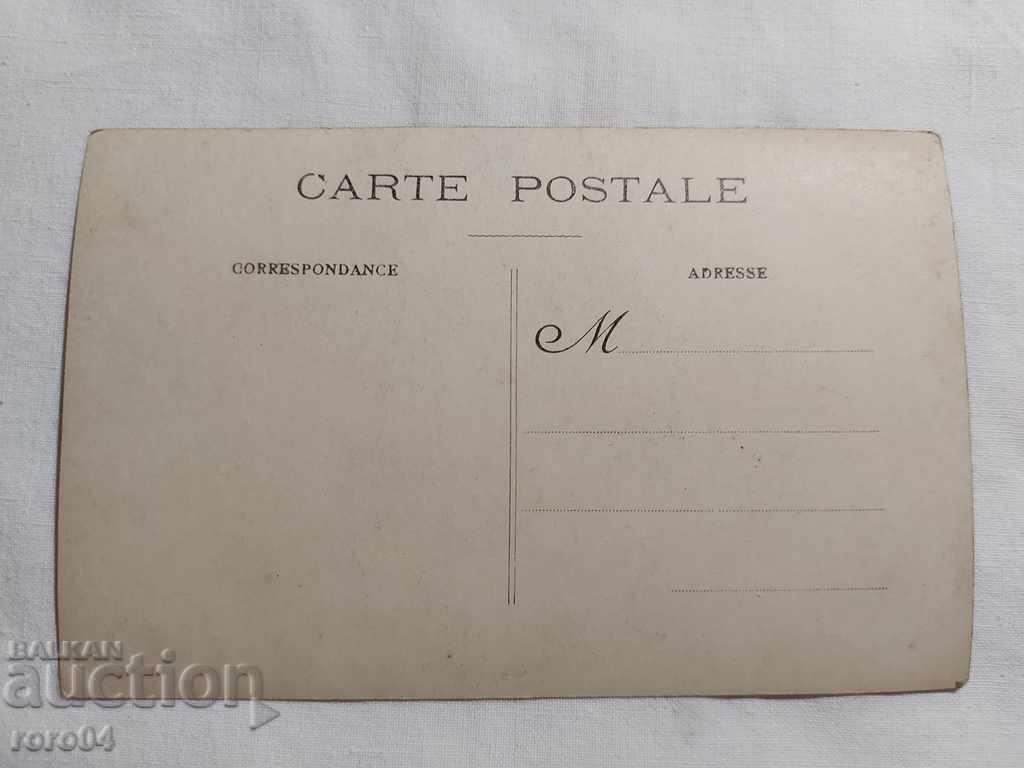 CARTE POSTALE
CORRESPONDANCE
ADRESSE
M
BALKAN
auction
roro04